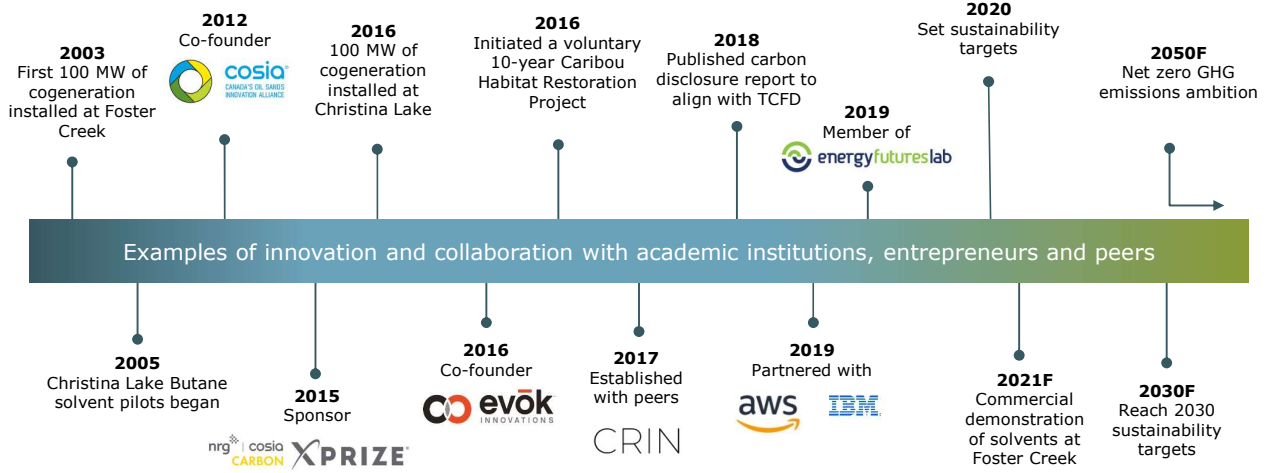 2003
First 100 MW of
cogeneration
installed at Foster
Creek
2012
Co-founder
cosia®
CANADA'S OIL SANDS
INNOVATION ALLIANCE
2016
100 MW of
cogeneration
installed at
Christina Lake
2016
Initiated a voluntary
10-year Caribou
Habitat Restoration
Project
2018
Published carbon
disclosure report to
align with TCFD
2019
Member of
energyfutureslab
2020
Set sustainability
targets
2050F
Net zero GHG
emissions ambition
Examples of innovation and collaboration with academic institutions, entrepreneurs and peers
2005
Christina Lake Butane
solvent pilots began
2015
Sponsor
nrg | cosia
CARBON
XPRIZE
2016
Co-founder
evōk
INNOVATIONS
2017
Established
with peers
CRIN
2019
Partnered with
aws
IBM
2021F
Commercial
demonstration
of solvents at
Foster Creek
2030F
Reach 2030
sustainability
targets